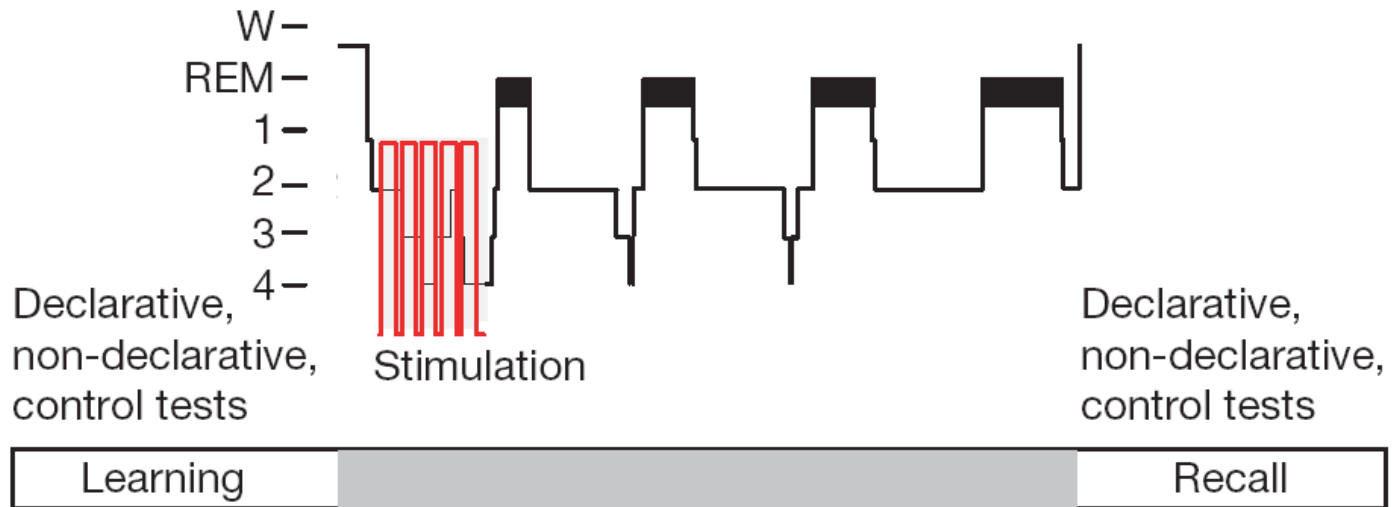 W
REM
1
2
3
4
Declarative,
non-declarative,
control tests
Stimulation
Declarative,
non-declarative,
control tests
Learning
Recall